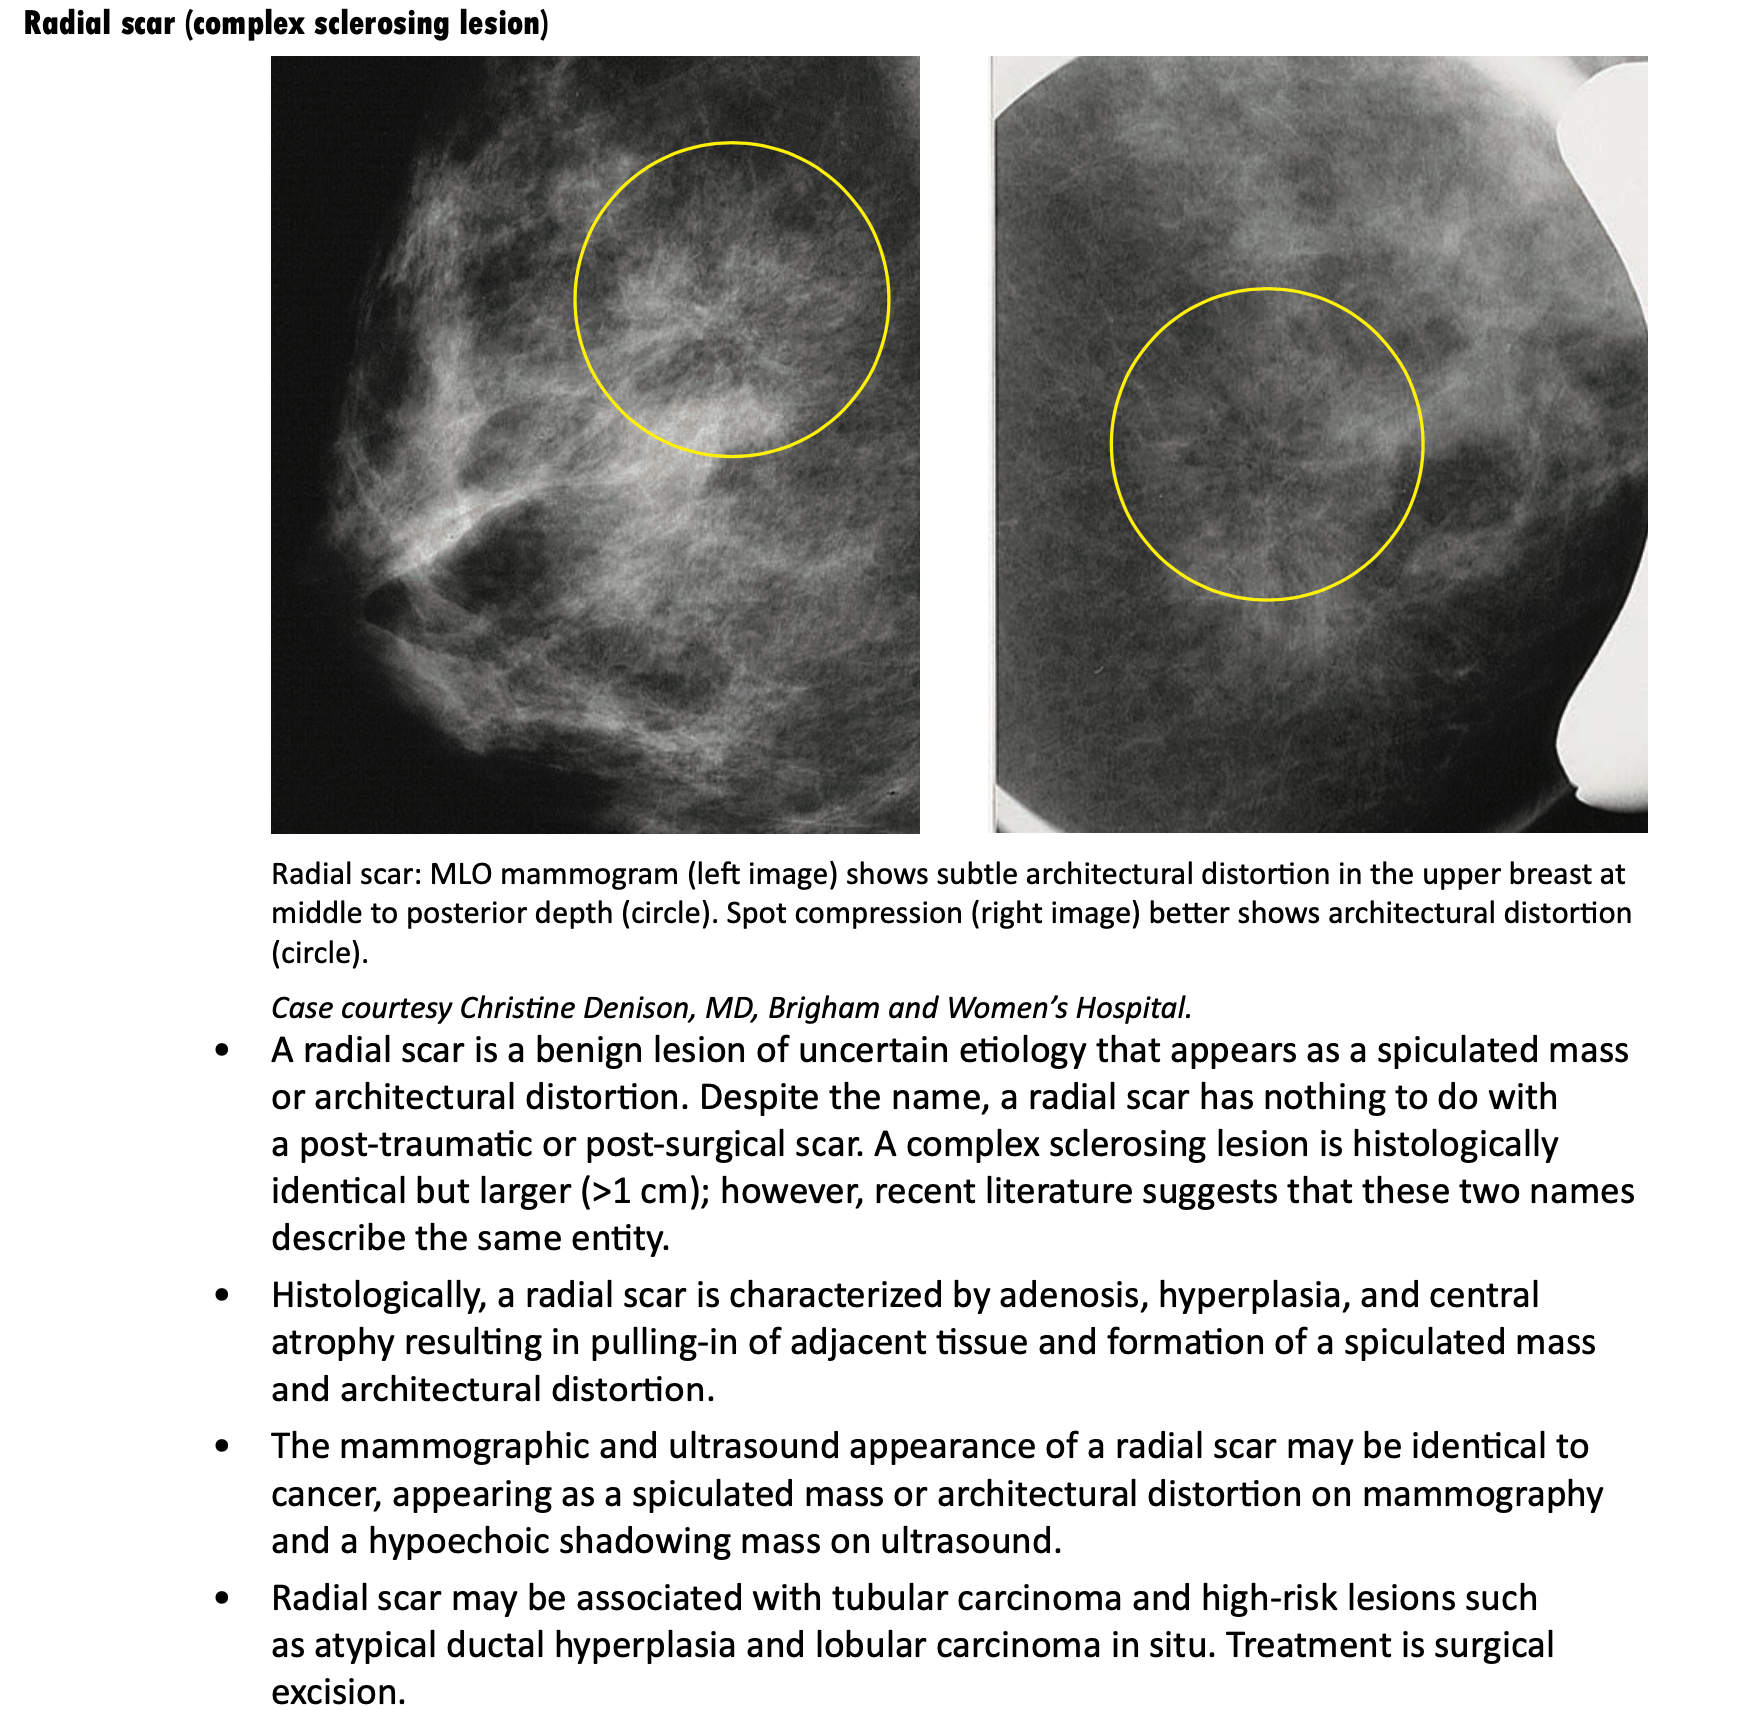 Radial scar (complex sclerosing lesion)
Radial scar: MLO mammogram (left image) shows subtle architectural distortion in the upper breast at
middle to posterior depth (circle). Spot compression (right image) better shows architectural distortion
(circle).
Case courtesy Christine Denison, MD, Brigham and Women’s Hospital.
• A radial scar is a benign lesion of uncertain etiology that appears as a spiculated mass
or architectural distortion. Despite the name, a radial scar has nothing to do with
a post-traumatic or post-surgical scar. A complex sclerosing lesion is histologically
identical but larger (>1 cm); however, recent literature suggests that these two names
describe the same entity.
• Histologically, a radial scar is characterized by adenosis, hyperplasia, and central
atrophy resulting in pulling-in of adjacent tissue and formation of a spiculated mass
and architectural distortion.
• The mammographic and ultrasound appearance of a radial scar may be identical to
cancer, appearing as a spiculated mass or architectural distortion on mammography
and a hypoechoic shadowing mass on ultrasound.
• Radial scar may be associated with tubular carcinoma and high-risk lesions such
as atypical ductal hyperplasia and lobular carcinoma in situ. Treatment is surgical
excision.